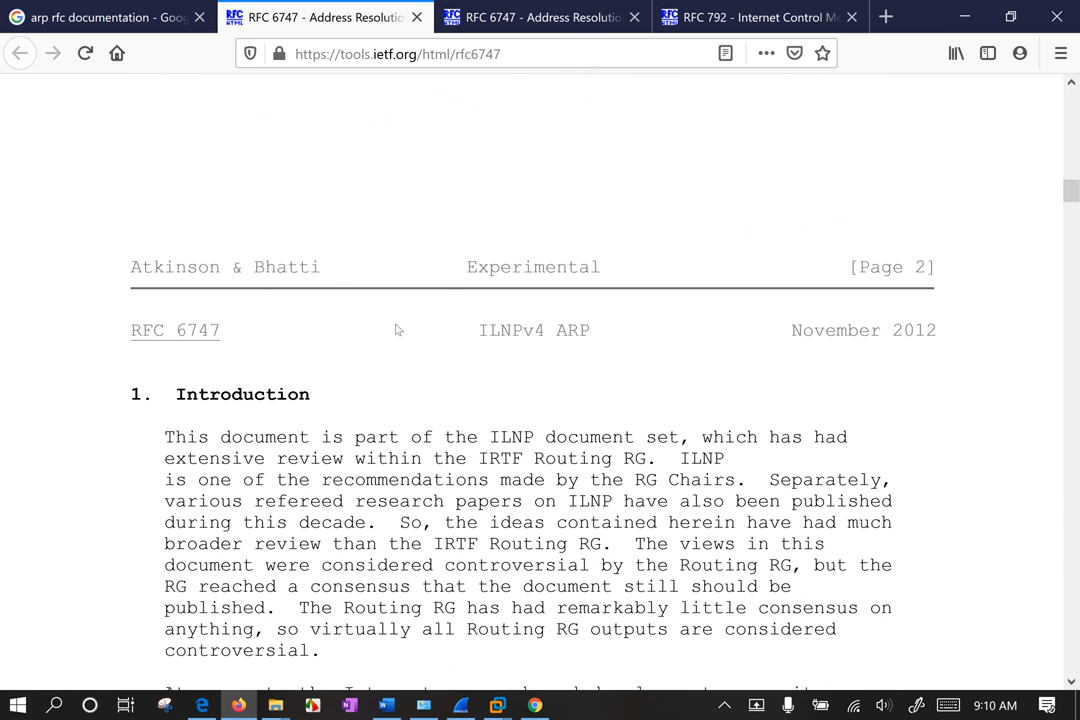 arp rfc documentation - Goo
RFC 6747 - Address Resolutio
RFC 6747 - Address Resolutio
RFC 792 - Internet Control M
https://tools.ietf.org/html/rfc6747
Atkinson & Bhatti Experimental [Page 2]
RFC 6747 ILNPv4 ARP November 2012
1. Introduction
This document is part of the ILNP document set, which has had
extensive review within the IRTF Routing RG. ILNP
is one of the recommendations made by the RG Chairs. Separately,
various refereed research papers on ILNP have also been published
during this decade. So, the ideas contained herein have had much
broader review than the IRTF Routing RG. The views in this
document were considered controversial by the Routing RG, but the
RG reached a consensus that the document still should be
published. The Routing RG has had remarkably little consensus on
anything, so virtually all Routing RG outputs are considered
controversial.
9:10 AM